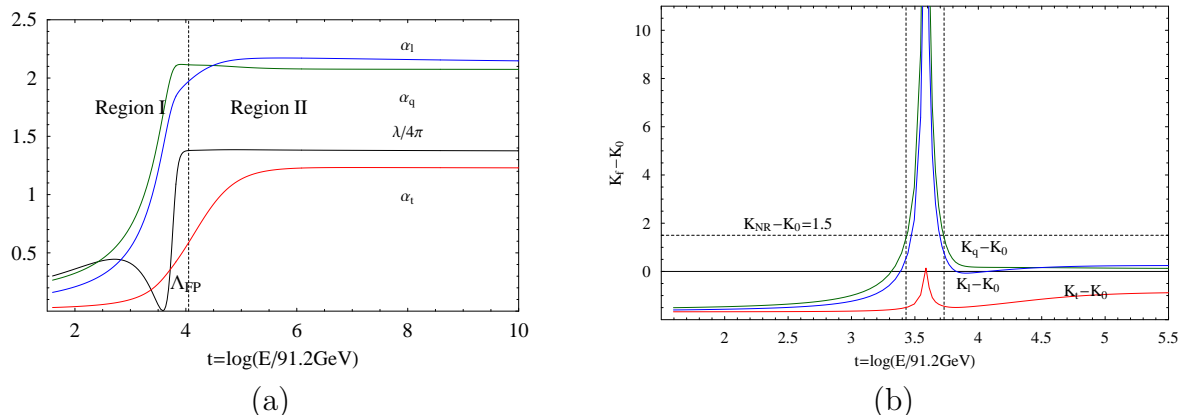 2.5
2
1.5
1
0.5
Region I
Region II
α_l
α_q
λ/4π
α_t
Λ_FP
2 4 6 8 10
t=log(E/91.2GeV)
(a)
10
8
6
4
2
0
K_f−K_0
K_NR−K_0=1.5
K_q−K_0
K_l−K_0
K_t−K_0
2 2.5 3 3.5 4 4.5 5 5.5
t=log(E/91.2GeV)
(b)